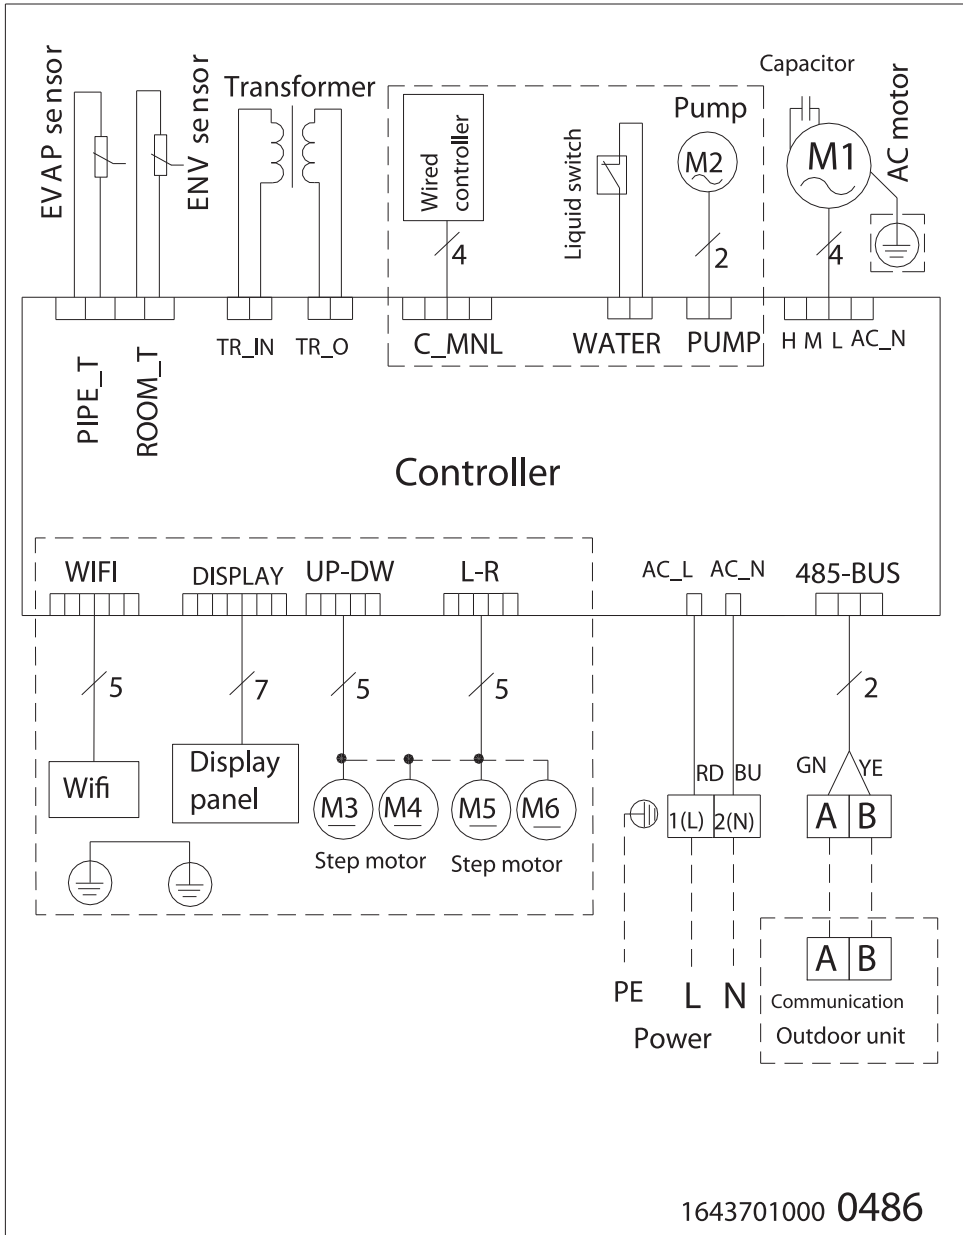 EVAP sensor
ENV sensor
Transformer
Wired
controller
4
Liquid switch
Pump
M2
2
Capacitor
M1
AC motor
4
PIPE_T
ROOM_T
TR_IN
TR_O
C_MNL
WATER
PUMP
H M L AC_N
Controller
WIFI
DISPLAY
UP-DW
L-R
AC_L
AC_N
485-BUS
5
7
5
5
2
Wifi
Display
panel
M3
M4
M5
M6
Step motor
Step motor
RD
BU
1(L)
2(N)
GN
YE
A
B
A
B
PE
L
N
Power
Communication
Outdoor unit
1643701000 0486